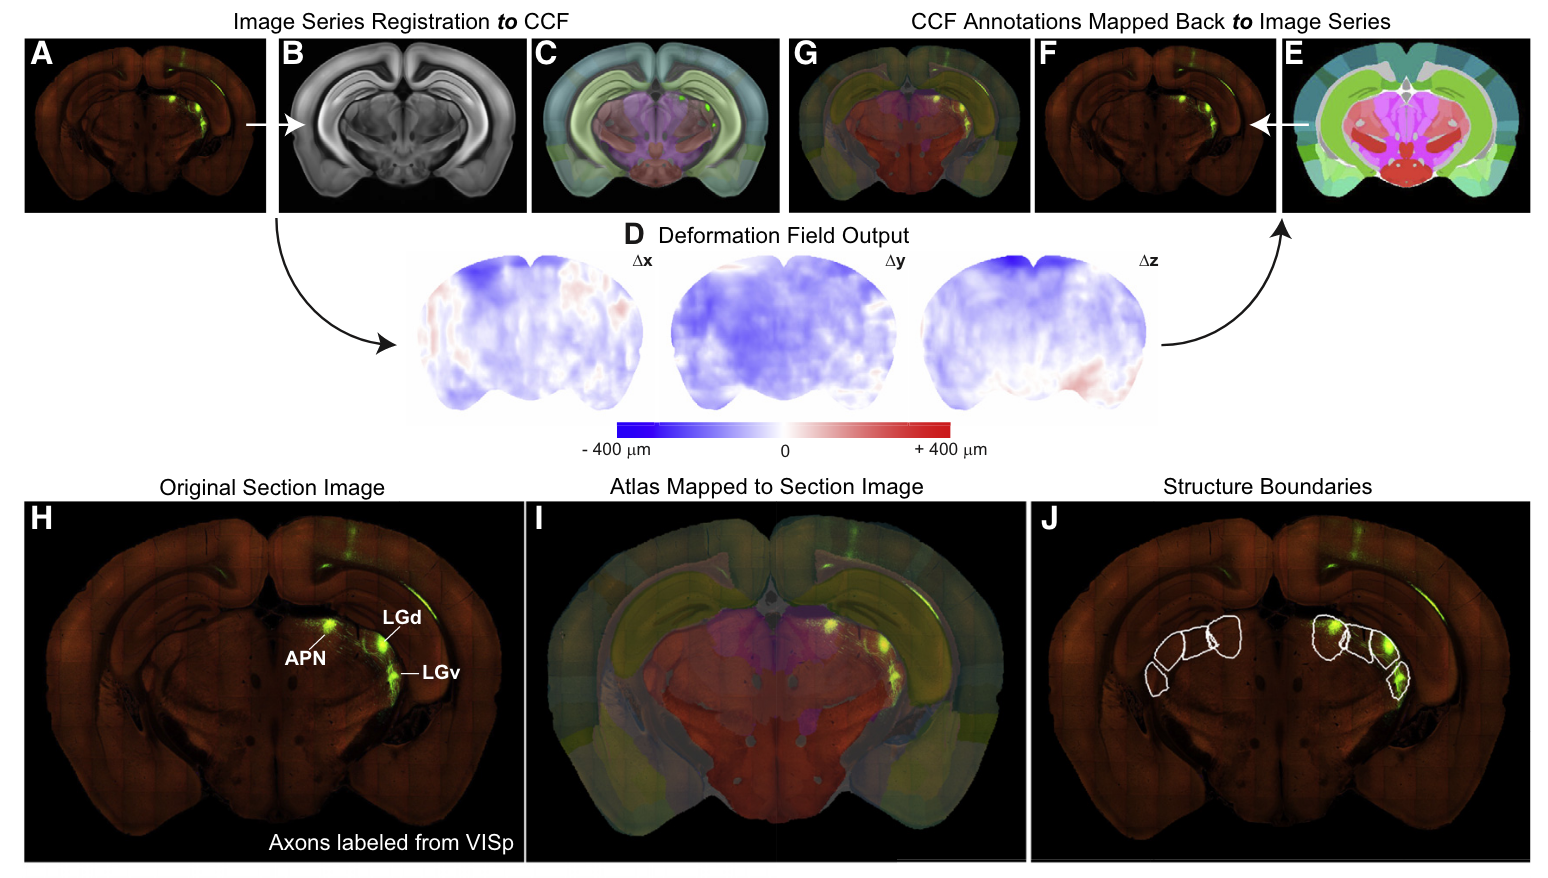 Image Series Registration to CCF
CCF Annotations Mapped Back to Image Series
A
B
C
G
F
E
D Deformation Field Output
Δx
Δy
Δz
- 400 μm
0
+ 400 μm
Original Section Image
Atlas Mapped to Section Image
Structure Boundaries
H
I
J
LGd
APN
LGv
Axons labeled from VISp